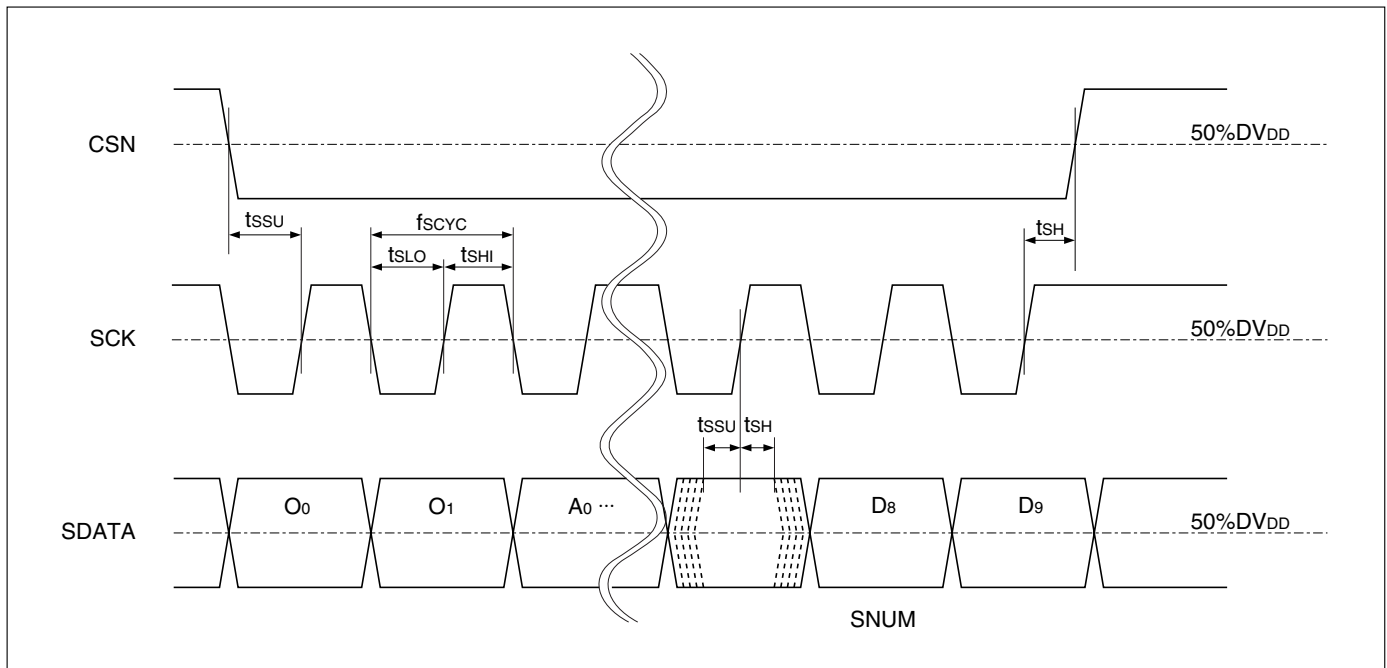 CSN
50%DVDD
tSSU
fSCYC
tSLO
tSHI
tSH
SCK
50%DVDD
tSSU
tSH
SDATA
O0
O1
A0 ···
D8
D9
50%DVDD
SNUM